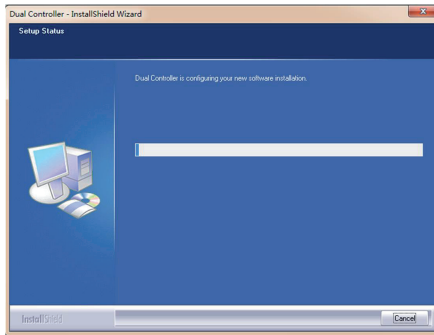 Dual Controller - InstallShield Wizard
Setup Status
Dual Controller is configuring your new software installation.
InstallShield
Cancel